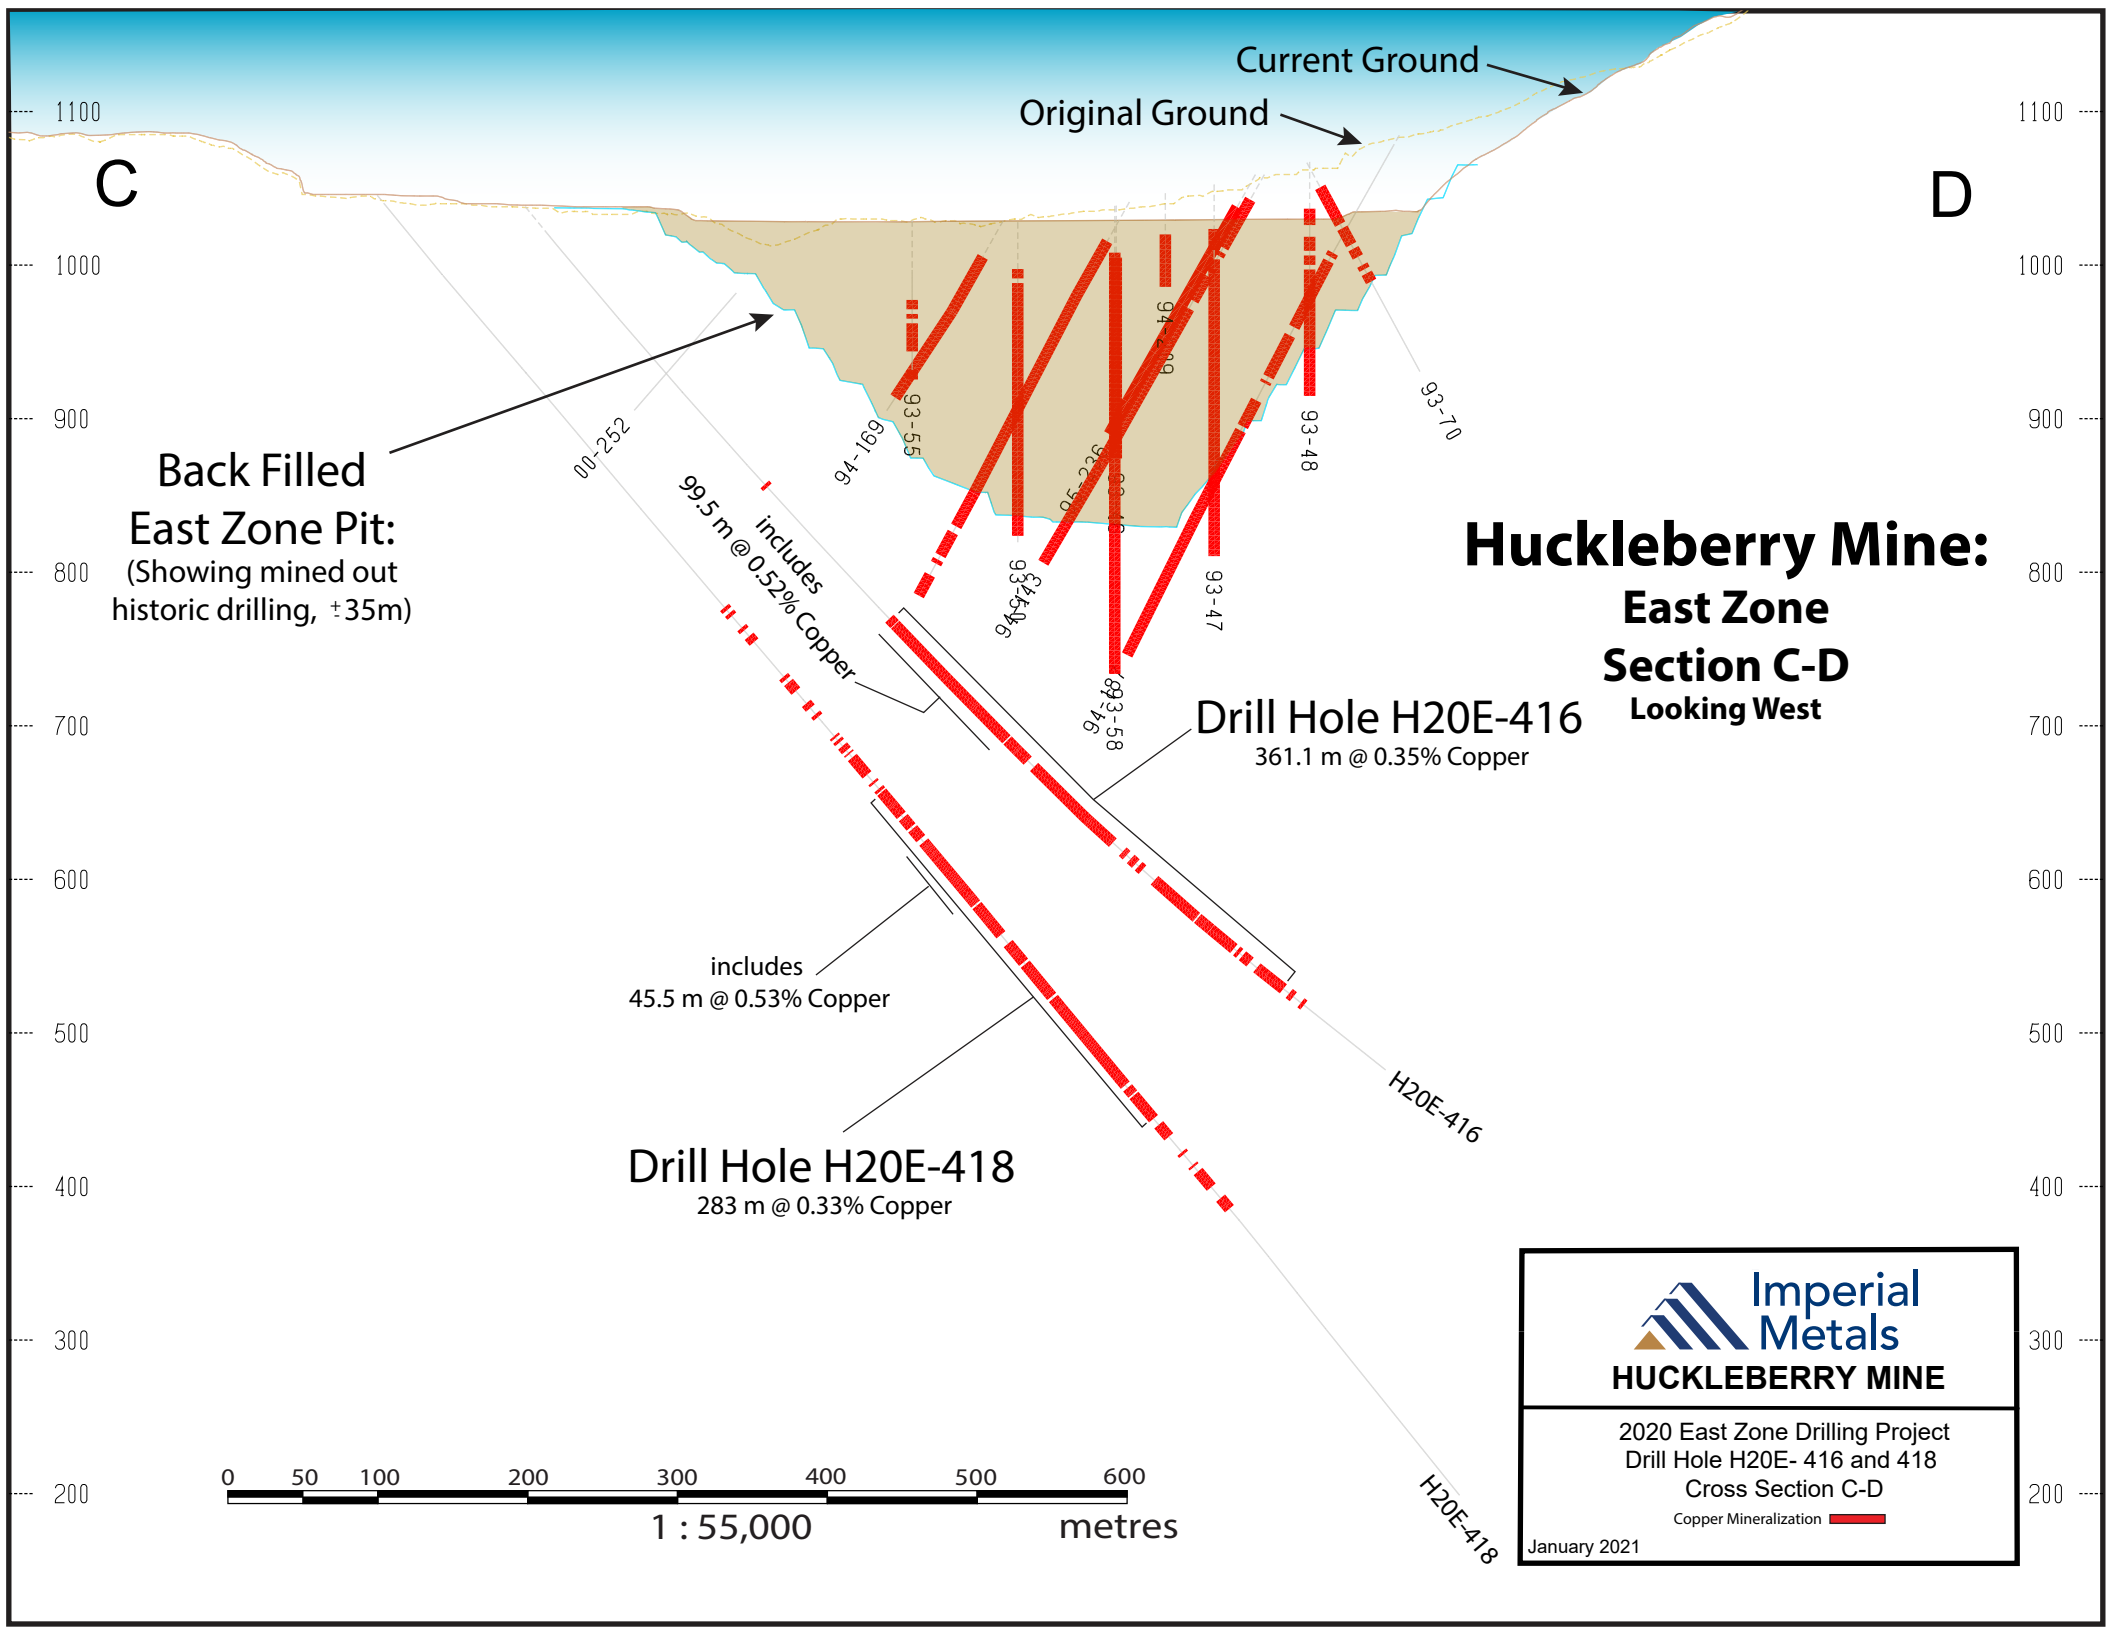 Current Ground
Original Ground
1100
1100
C
D
1000
1000
900
900
800
800
700
700
600
600
500
500
400
400
300
300
200
200
Back Filled
East Zone Pit:
(Showing mined out
historic drilling, ±35m)
00-252
94-169
93-55
95-236
93-47
93-48
93-70
93-58
includes
99.5 m @ 0.52% Copper
Huckleberry Mine:
East Zone
Section C-D
Looking West
Drill Hole H20E-416
361.1 m @ 0.35% Copper
includes
45.5 m @ 0.53% Copper
Drill Hole H20E-418
283 m @ 0.33% Copper
H20E-416
H20E-418
0 50 100 200 300 400 500 600
1 : 55,000 metres
Imperial
Metals
HUCKLEBERRY MINE
2020 East Zone Drilling Project
Drill Hole H20E- 416 and 418
Cross Section C-D
Copper Mineralization
January 2021